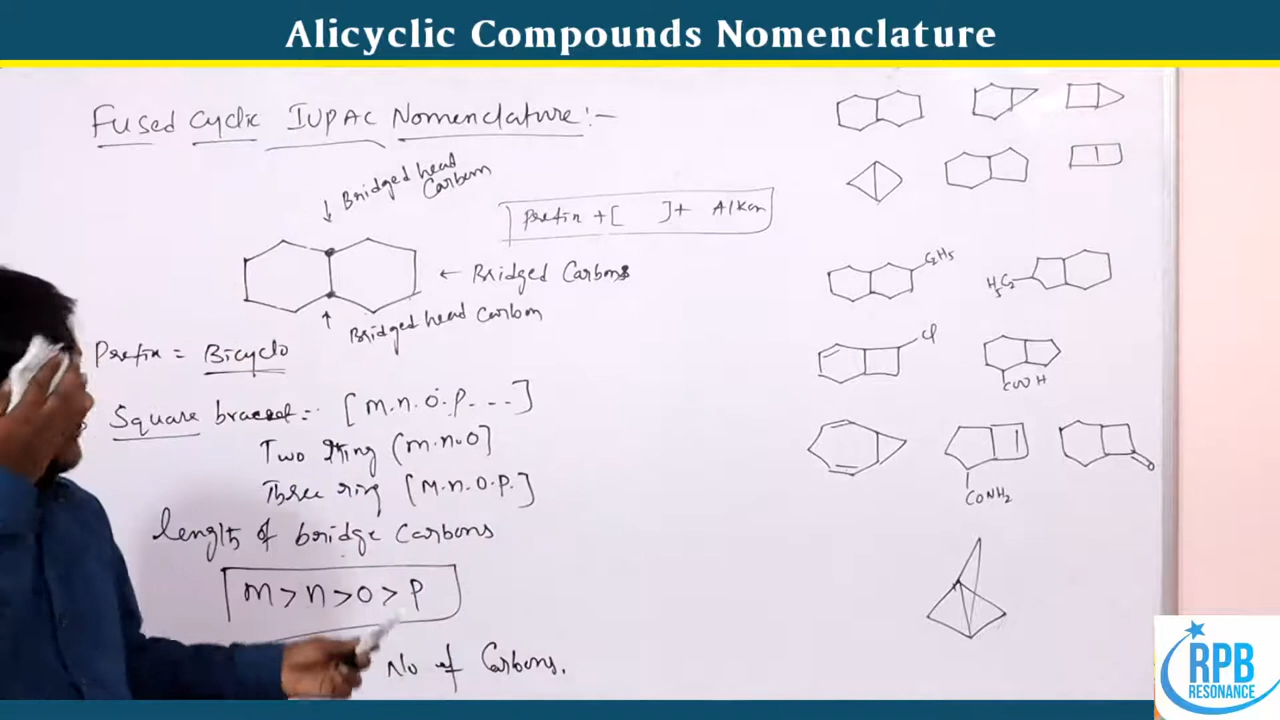 Alicyclic Compounds Nomenclature
Fused Cyclic IUPAC Nomenclature:-
Bridged head
Carbon
Prefix + [ ] + Alkan
← Bridged Carbons
Bridged head Carbon
Prefix = Bicyclo
Square bracket = [m.n.o.p....]
Two Ring [m.n.o]
Three ring [m.n.o.p.]
length of bridge carbons
m > n > o > p
No of Carbons.
C2H5
H5C2
Cl
COOH
CONH2
O
RPB
RESONANCE